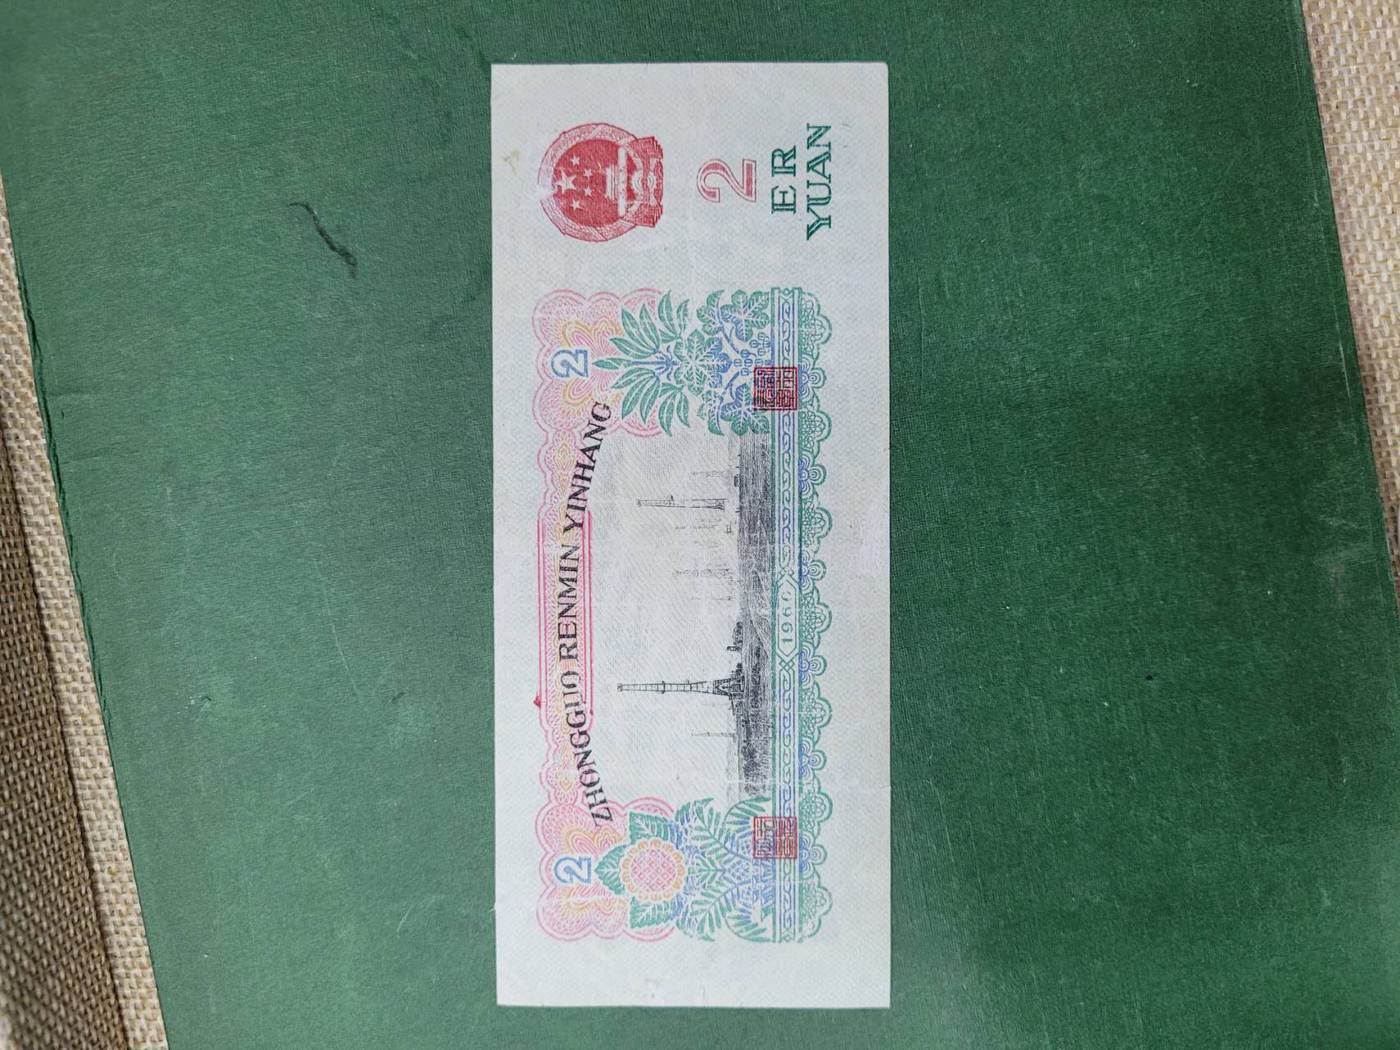 ZHONGGUO RENMIN YINHANG
2
2
2
ER
YUAN
1960